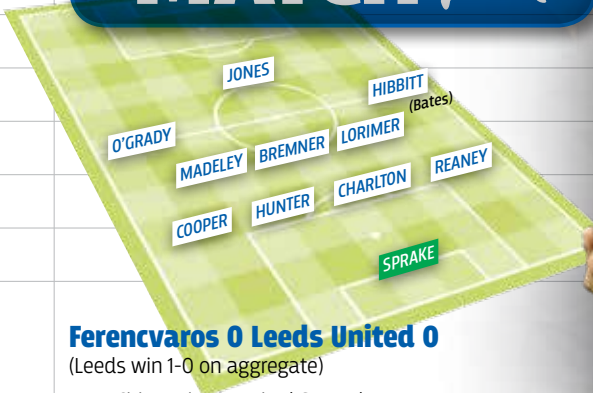 JONES
HIBBITT
(Bates)
O'GRADY
MADELEY
BREMNER
LORIMER
COOPER
HUNTER
CHARLTON
REANEY
SPRAKE
Ferencvaros 0 Leeds United 0
(Leeds win 1-0 on aggregate)